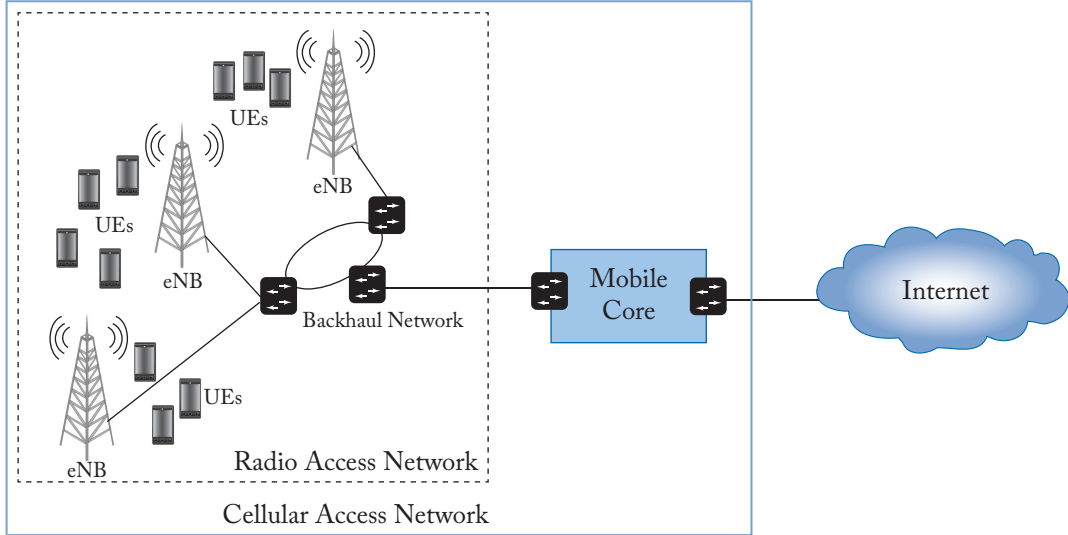 UEs
eNB
UEs
eNB
Backhaul Network
UEs
eNB
Radio Access Network
Cellular Access Network
Mobile
Core
Internet